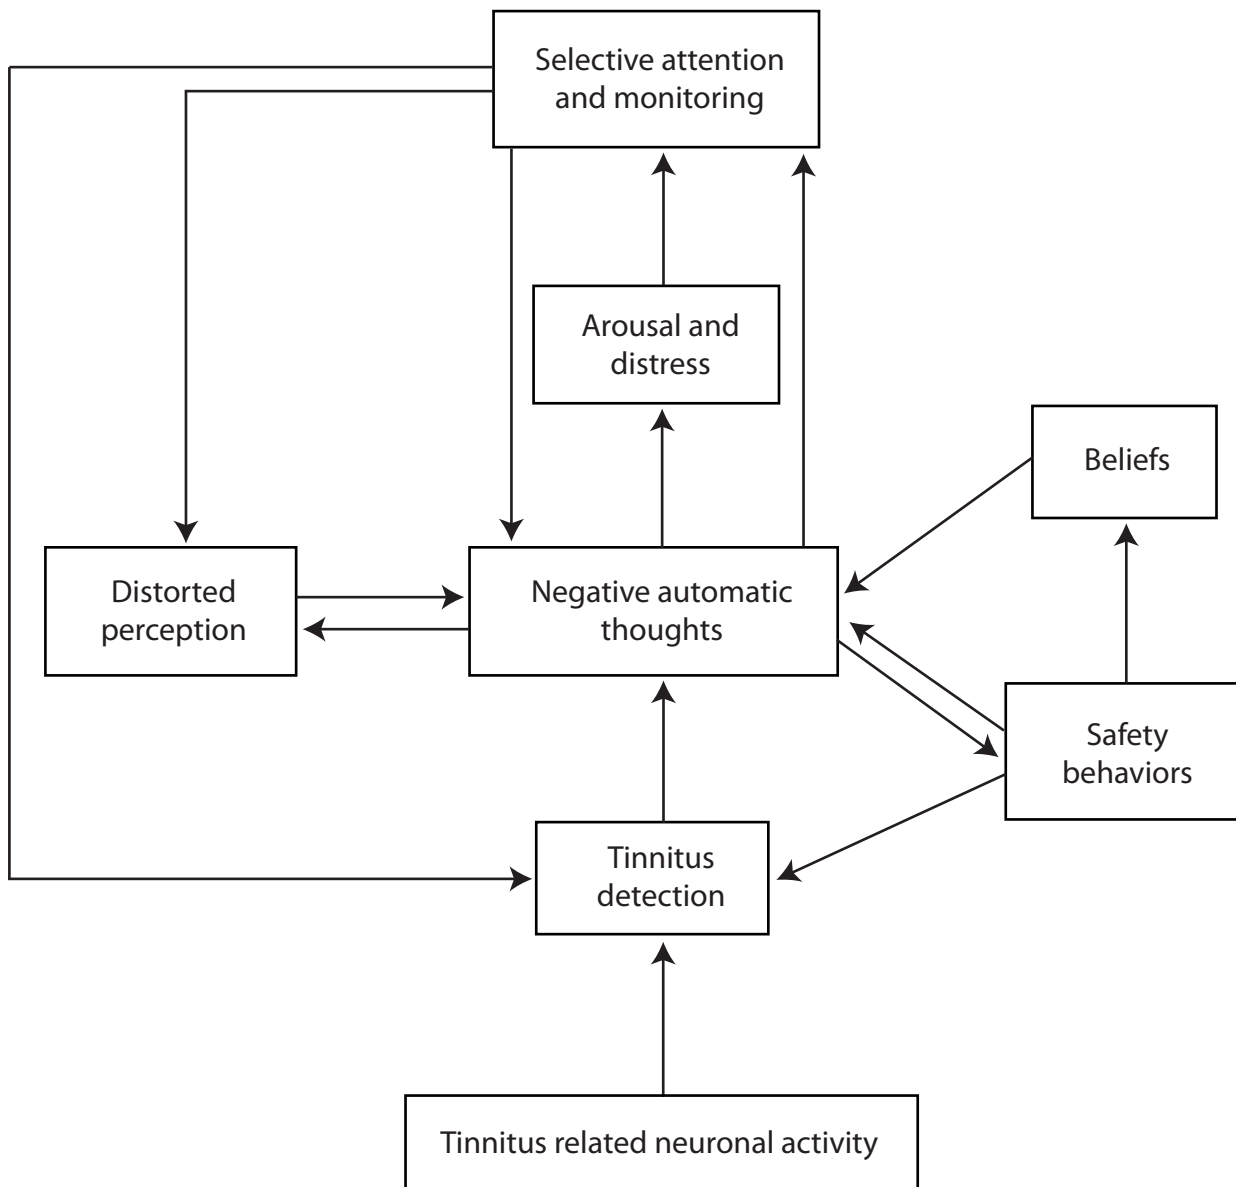 Selective attention
and monitoring
Arousal and
distress
Beliefs
Distorted
perception
Negative automatic
thoughts
Safety
behaviors
Tinnitus
detection
Tinnitus related neuronal activity